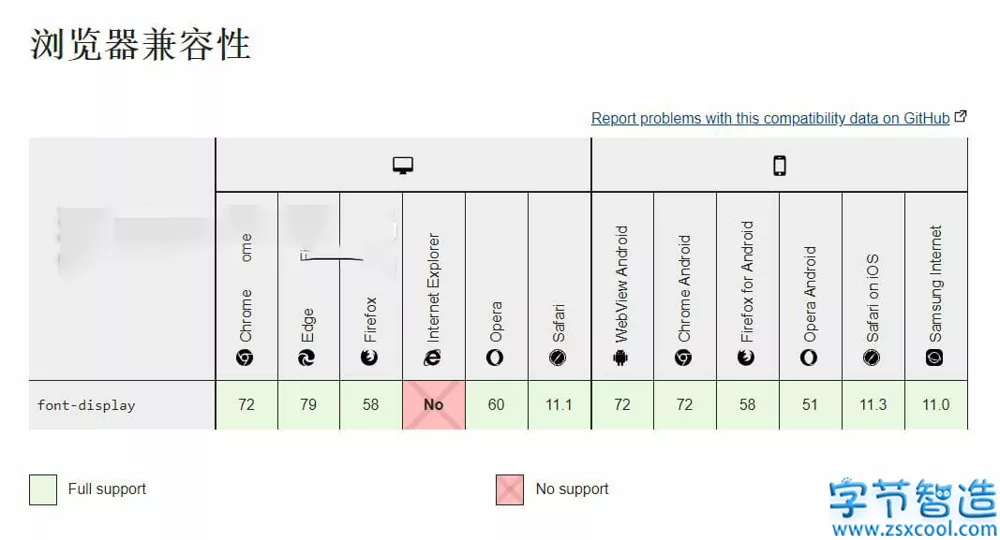 浏览器兼容性
Report problems with this compatibility data on GitHub
Chrome
Edge
Firefox
Internet Explorer
Opera
Safari
WebView Android
Chrome Android
Firefox for Android
Opera Android
Safari on iOS
Samsung Internet
font-display 72 79 58 No 60 11.1 72 72 58 51 11.3 11.0
Full support No support
字节智造
www.zsxcool.com